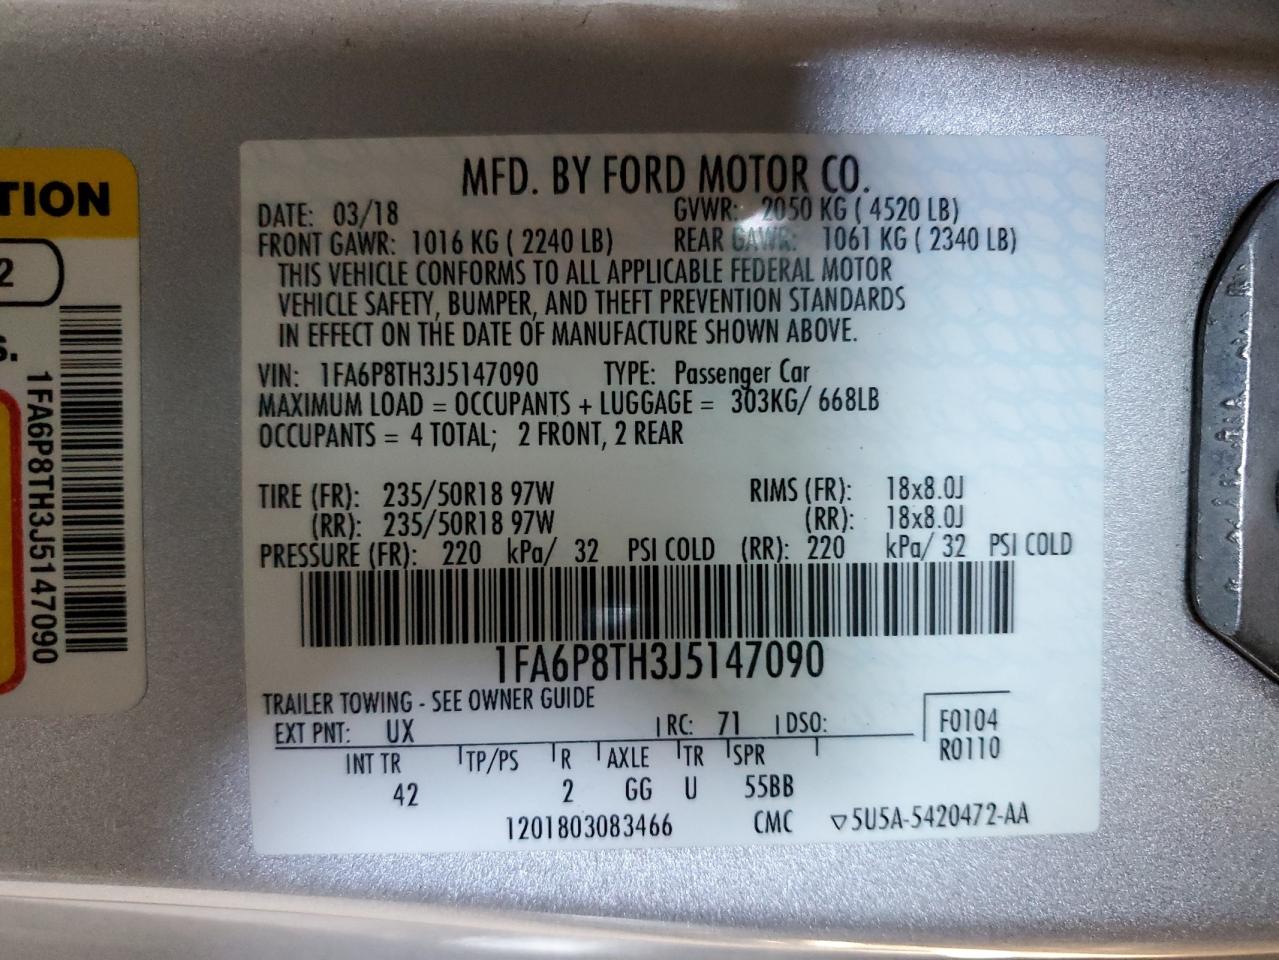 TION
2
S.
1FA6P8TH3J5147090
MFD. BY FORD MOTOR CO.
DATE: 03/18 GVWR: 2050 KG ( 4520 LB)
FRONT GAWR: 1016 KG ( 2240 LB) REAR GAWR: 1061 KG ( 2340 LB)
THIS VEHICLE CONFORMS TO ALL APPLICABLE FEDERAL MOTOR
VEHICLE SAFETY, BUMPER, AND THEFT PREVENTION STANDARDS
IN EFFECT ON THE DATE OF MANUFACTURE SHOWN ABOVE.
VIN: 1FA6P8TH3J5147090 TYPE: Passenger Car
MAXIMUM LOAD = OCCUPANTS + LUGGAGE = 303KG/ 668LB
OCCUPANTS = 4 TOTAL; 2 FRONT, 2 REAR
TIRE (FR): 235/50R18 97W RIMS (FR): 18x8.0J
(RR): 235/50R18 97W (RR): 18x8.0J
PRESSURE (FR): 220 kPa/ 32 PSI COLD (RR): 220 kPa/ 32 PSI COLD
1FA6P8TH3J5147090
TRAILER TOWING - SEE OWNER GUIDE
EXT PNT: UX RC: 71 DSO: F0104
R0110
INT TR TP/PS R AXLE TR SPR
42 2 GG U 55BB
1201803083466 CMC ▽5U5A-5420472-AA